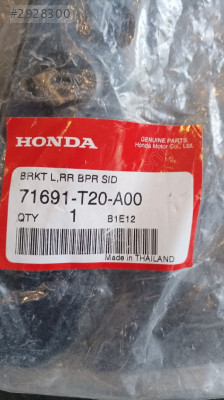 #2928300
HONDA
GENUINE PARTS
Honda Motor Co., Ltd.
BRKT L,RR BPR SID
71691-T20-A00
QTY 1 B1E12
Made in THAILAND